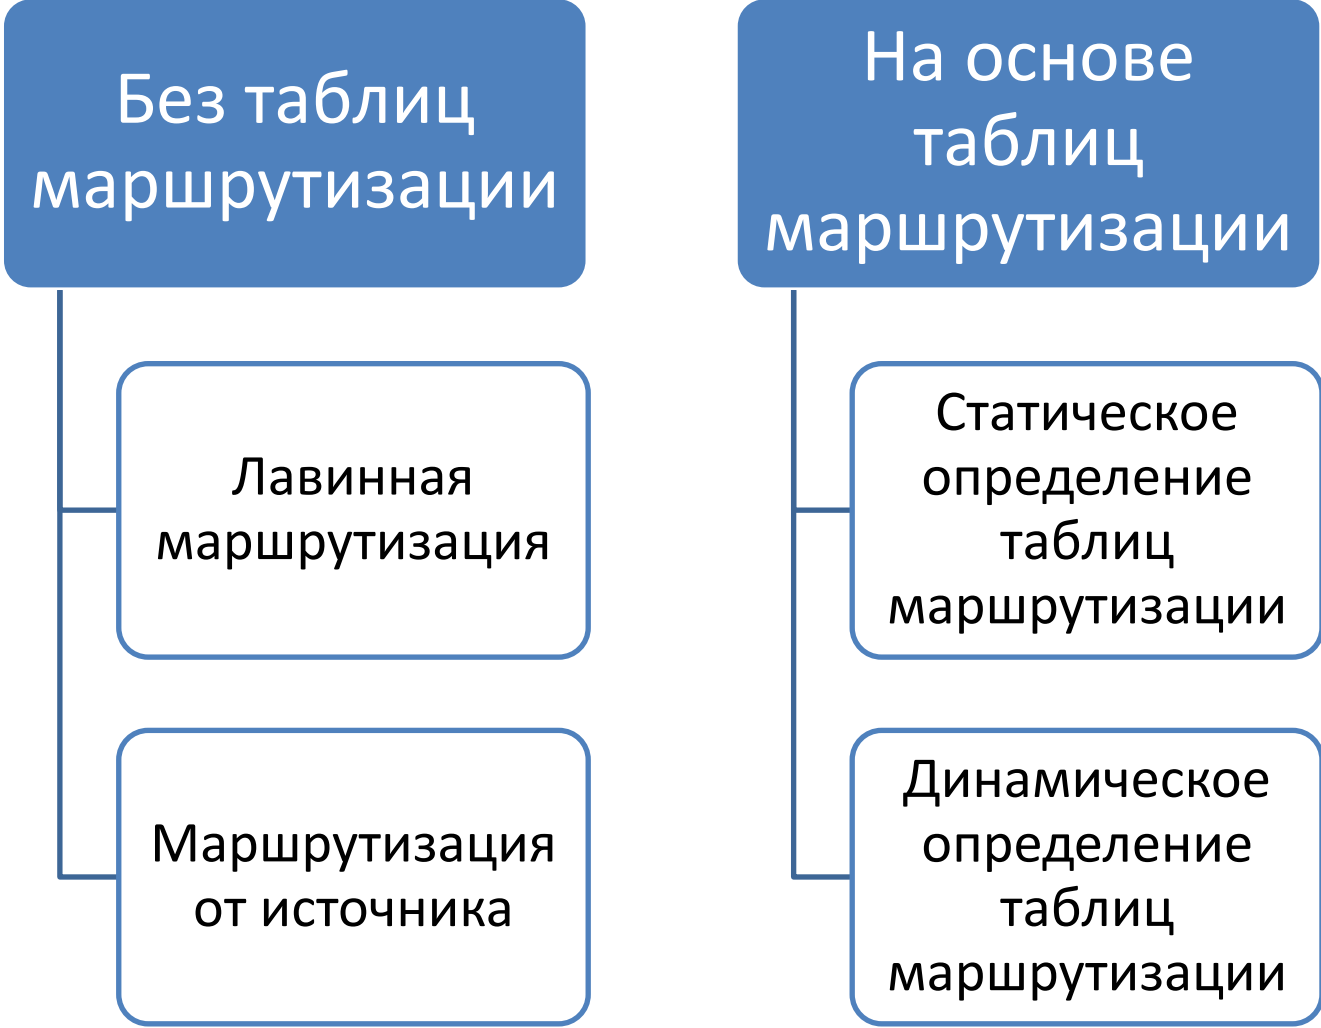 Без таблиц
маршрутизации
Лавинная
маршрутизация
Маршрутизация
от источника
На основе
таблиц
маршрутизации
Статическое
определение
таблиц
маршрутизации
Динамическое
определение
таблиц
маршрутизации